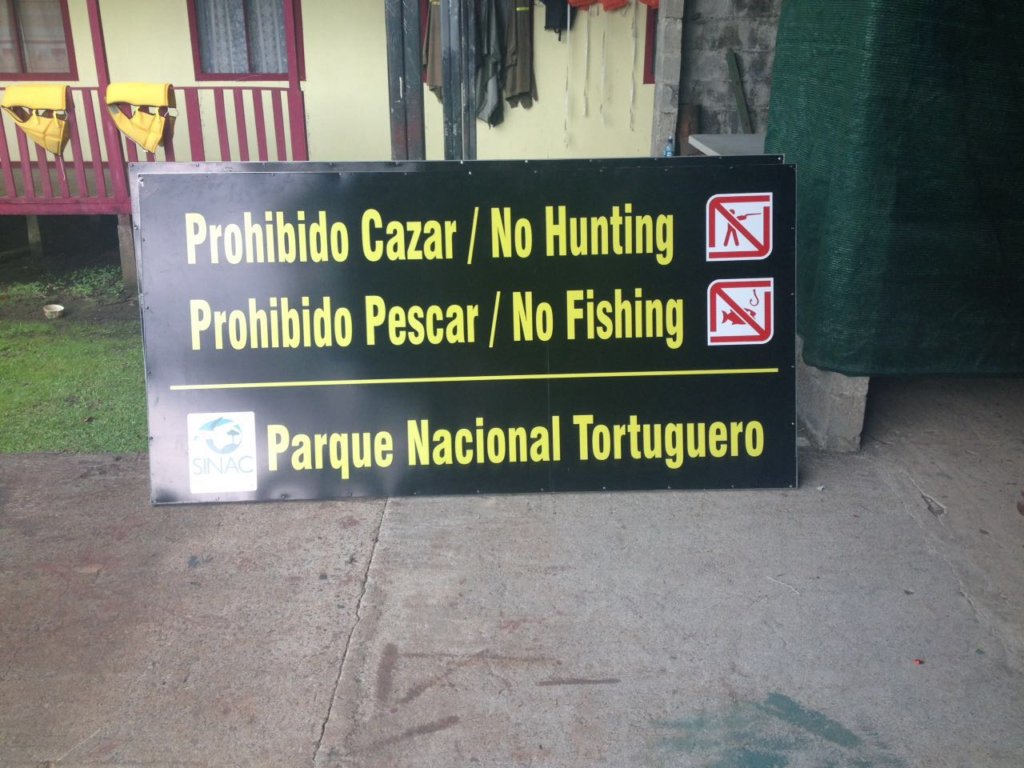 Prohibido Cazar / No Hunting
Prohibido Pescar / No Fishing
SINAC
Parque Nacional Tortuguero